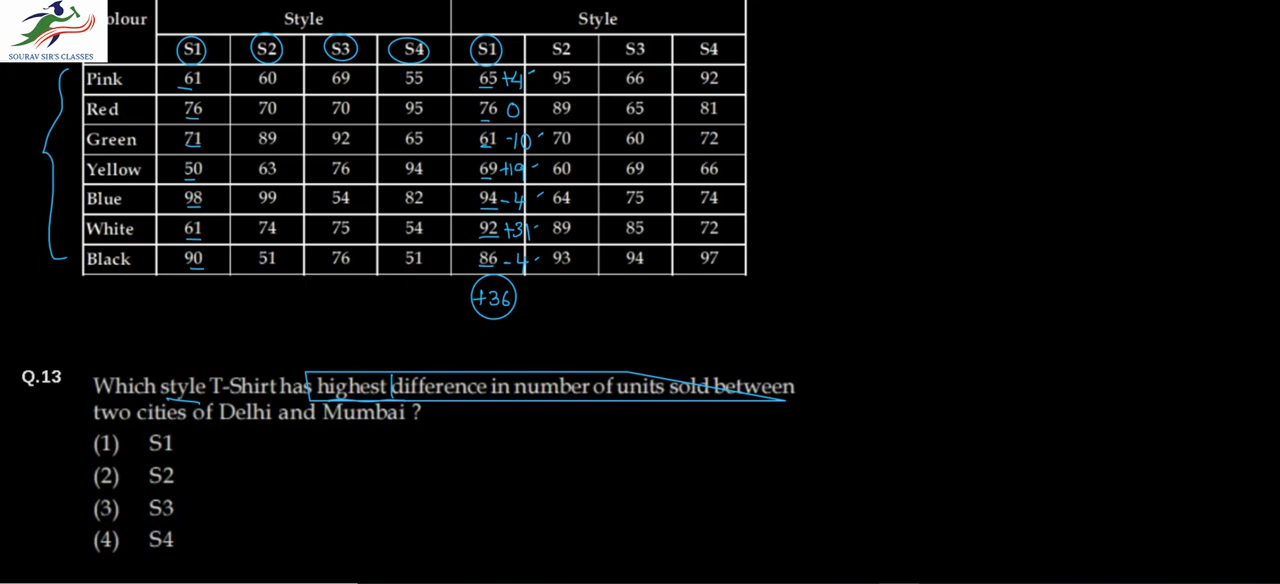 SOURAV SIR'S CLASSES
olour Style Style
S1 S2 S3 S4 S1 S2 S3 S4
Pink 61 60 69 55 65 +4 95 66 92
Red 76 70 70 95 76 0 89 65 81
Green 71 89 92 65 61 -10 70 60 72
Yellow 50 63 76 94 69 +19 60 69 66
Blue 98 99 54 82 94 -4 64 75 74
White 61 74 75 54 92 +31 89 85 72
Black 90 51 76 51 86 -4 93 94 97
+36
Q.13 Which style T-Shirt has highest difference in number of units sold between
two cities of Delhi and Mumbai ?
(1) S1
(2) S2
(3) S3
(4) S4